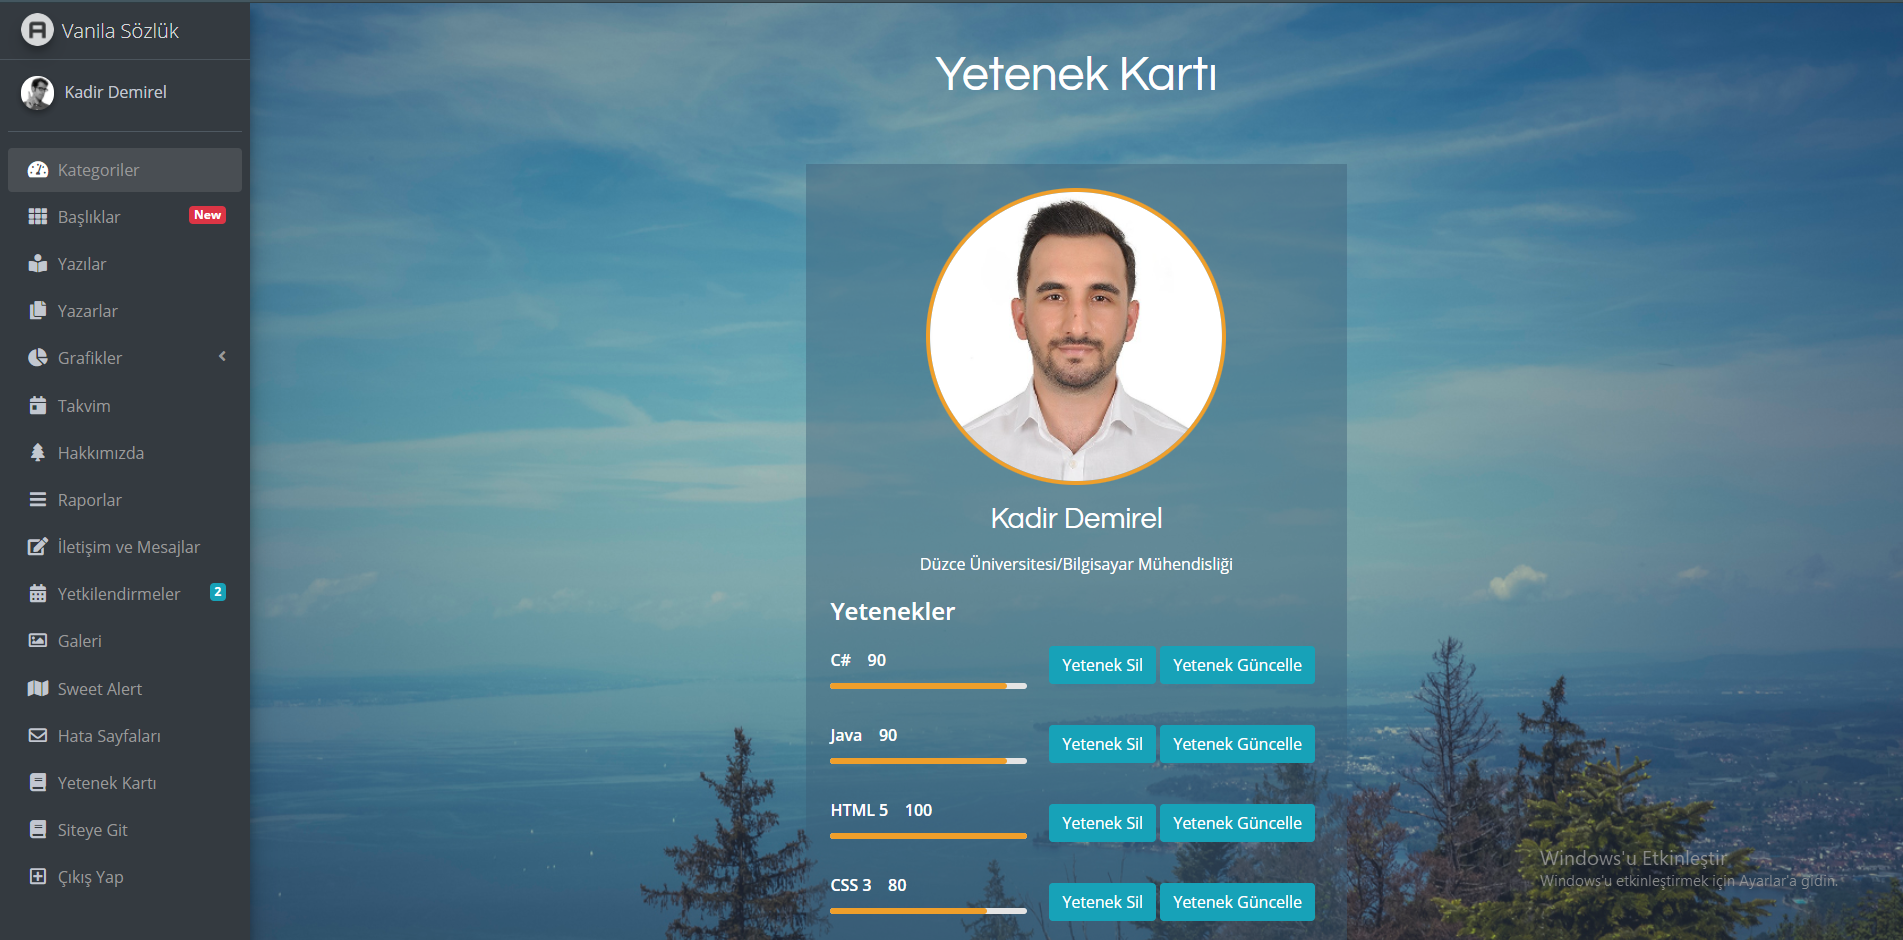 Vanila Sözlük
Kadir Demirel
Kategoriler
Başlıklar New
Yazılar
Yazarlar
Grafikler
Takvim
Hakkımızda
Raporlar
İletişim ve Mesajlar
Yetkilendirmeler 2
Galeri
Sweet Alert
Hata Sayfaları
Yetenek Kartı
Siteye Git
Çıkış Yap
Yetenek Kartı
Kadir Demirel
Düzce Üniversitesi/Bilgisayar Mühendisliği
Yetenekler
C# 90 Yetenek Sil Yetenek Güncelle
Java 90 Yetenek Sil Yetenek Güncelle
HTML 5 100 Yetenek Sil Yetenek Güncelle
CSS 3 80 Yetenek Sil Yetenek Güncelle
Windows'u Etkinleştir
Windows'u etkinleştirmek için Ayarlar'a gidin.